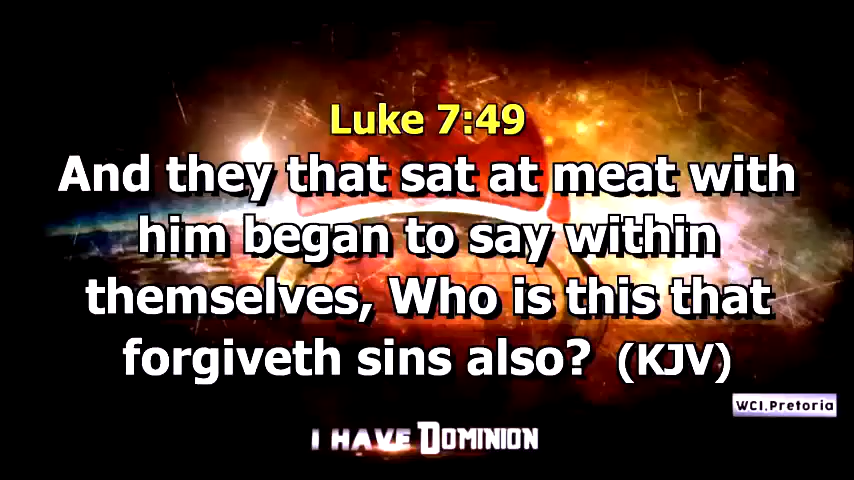 Luke 7:49
And they that sat at meat with
him began to say within
themselves, Who is this that
forgiveth sins also? (KJV)
WCI.Pretoria
I HAVE DOMINION